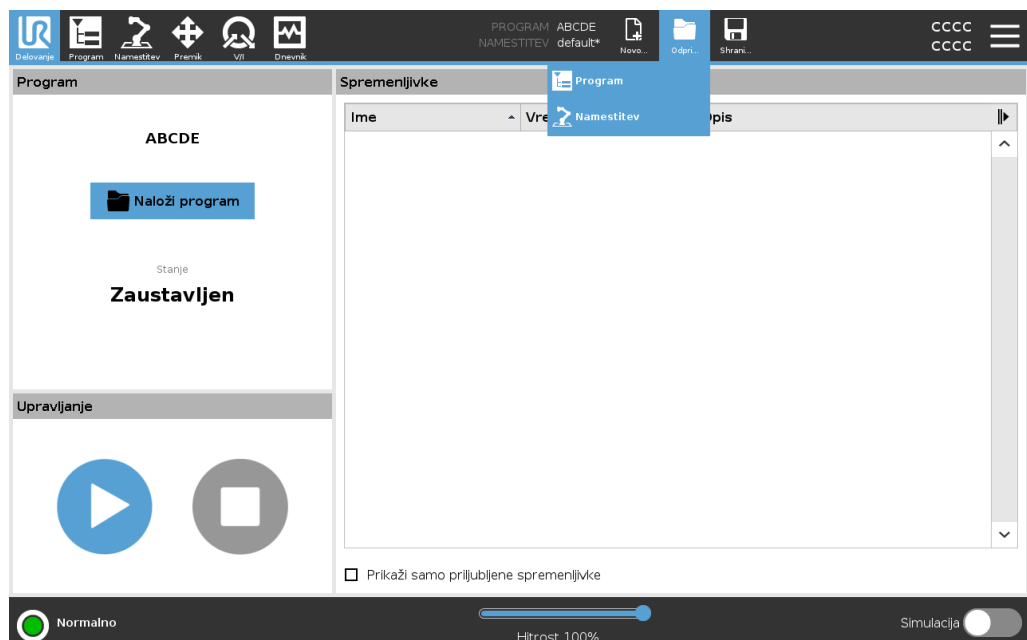 Delovanje
Program
Namestitev
Premik
V/I
Dnevnik
PROGRAM ABCDE
NAMESTITEV default*
Novo...
Odpri...
Shrani...
CCCC
CCCC
Program
Namestitev
Program
ABCDE
Naloži program
Stanje
Zaustavljen
Upravljanje
Spremenljivke
Ime
Vre
pis
Prikaži samo priljubljene spremenljivke
Normalno
Hitrost 100%
Simulacija